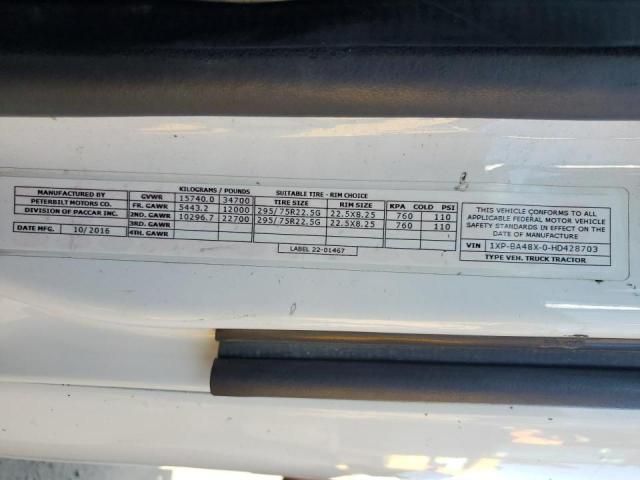 MANUFACTURED BY
PETERBILT MOTORS CO.
DIVISION OF PACCAR INC.
DATE MFG. 10/2016
KILOGRAMS / POUNDS SUITABLE TIRE - RIM CHOICE
TIRE SIZE RIM SIZE KPA COLD PSI
GVWR 15740.0 34700
FR. GAWR 5443.2 12000 295/75R22.5G 22.5X8.25 760 110
2ND. GAWR 10296.7 22700 295/75R22.5G 22.5X8.25 760 110
3RD. GAWR
4TH. GAWR
LABEL 22-01467
THIS VEHICLE CONFORMS TO ALL
APPLICABLE FEDERAL MOTOR VEHICLE
SAFETY STANDARDS IN EFFECT ON THE
DATE OF MANUFACTURE
VIN 1XP-BA48X-0-HD428703
TYPE VEH. TRUCK TRACTOR